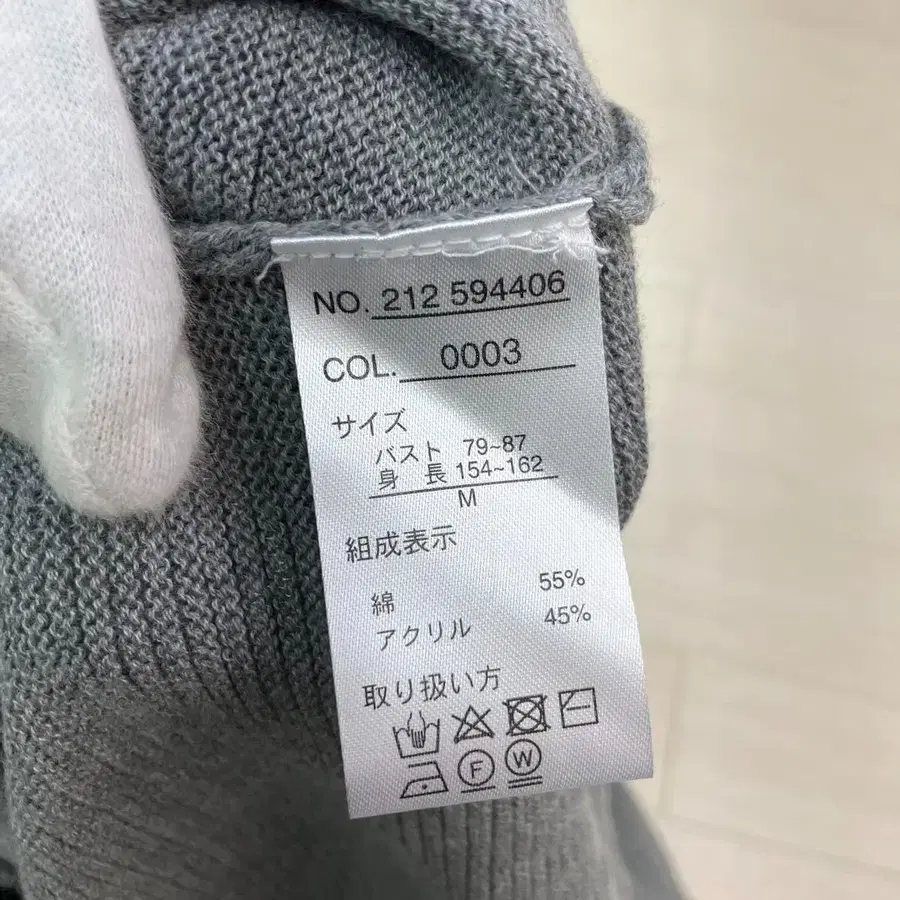 NO. 212 594406
COL. 0003
サイズ
バスト 79~87
身 長 154~162
M
組成表示
綿 55%
アクリル 45%
取り扱い方
F W